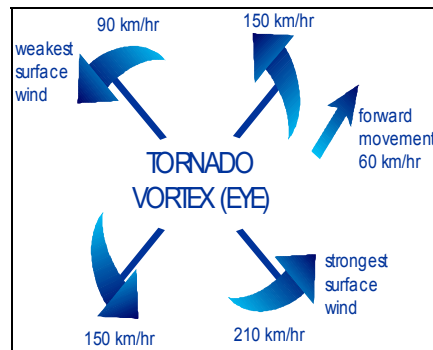 90 km/hr
150 km/hr
weakest
surface
wind
forward
movement
60 km/hr
TORNADO
VORTEX (EYE)
strongest
surface
wind
150 km/hr
210 km/hr